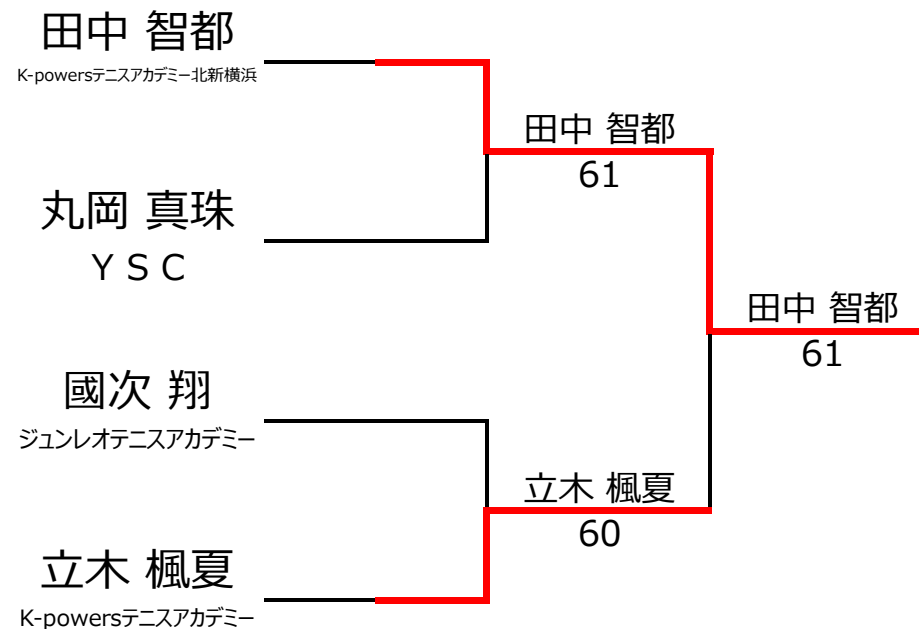 田中 智都
K-powersテニスアカデミー北新横浜
丸岡 真珠
ＹＳＣ
國次 翔
ジュンレオテニスアカデミー
立木 楓夏
K-powersテニスアカデミー
田中 智都
61
立木 楓夏
60
田中 智都
61